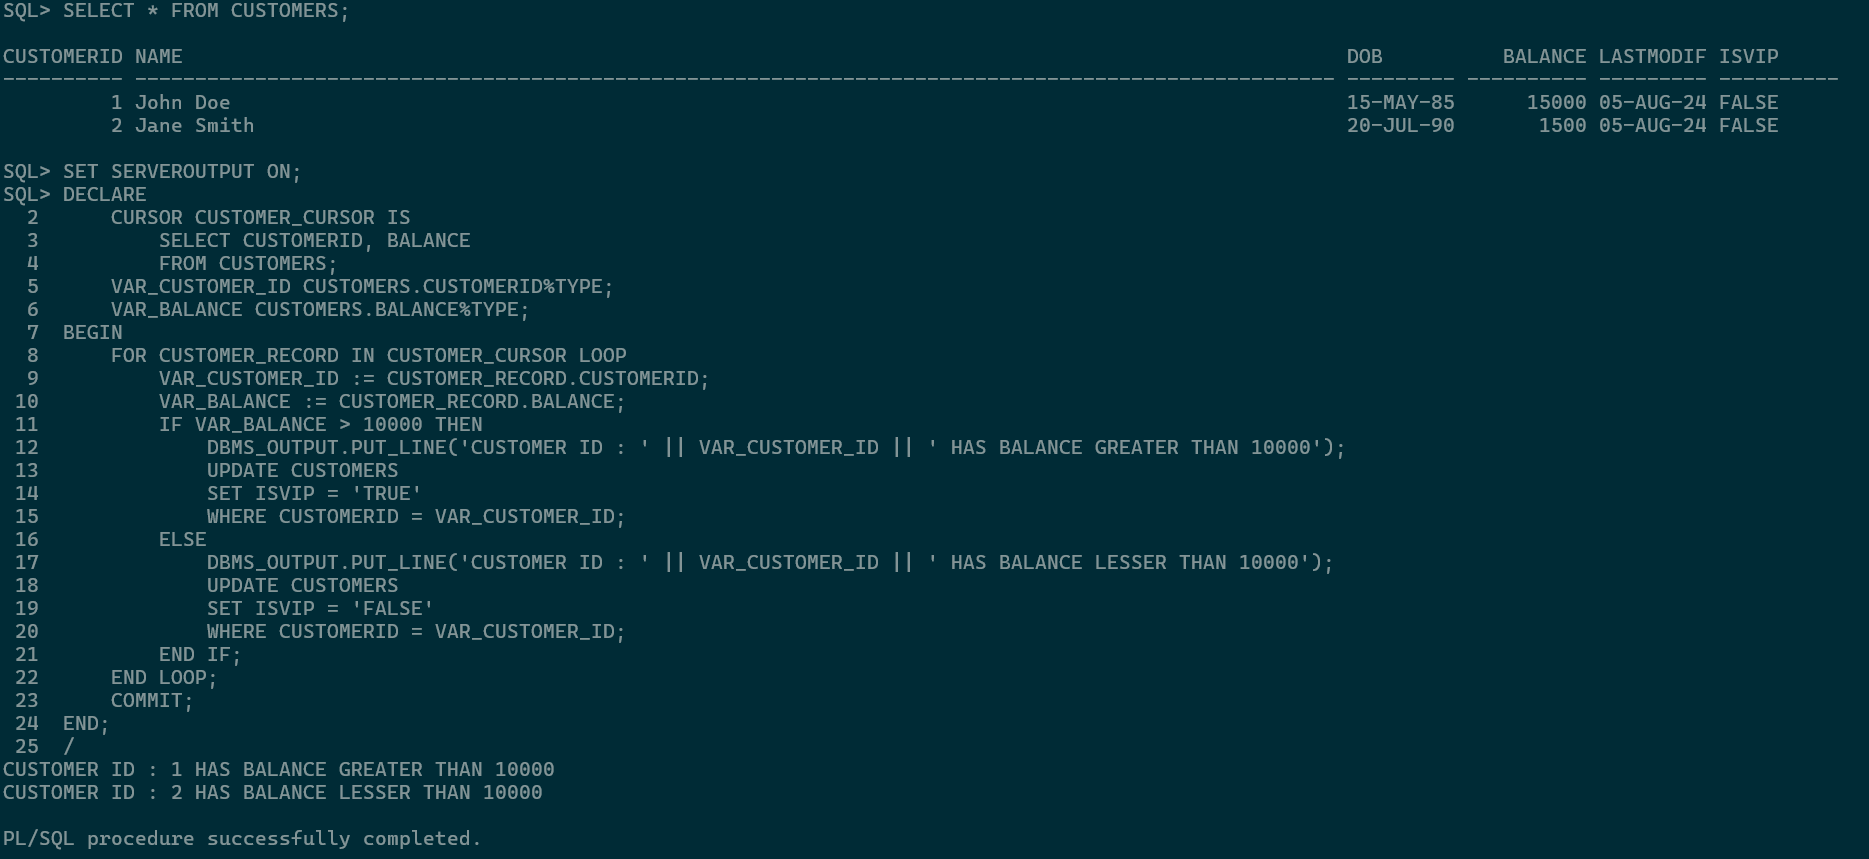 SQL> SELECT * FROM CUSTOMERS;
CUSTOMERID NAME                                                                                                 DOB          BALANCE LASTMODIF ISVIP
---------- ---------------------------------------------------------------------------------------------------- --------- ---------- --------- ----------
         1 John Doe                                                                                             15-MAY-85      15000 05-AUG-24 FALSE
         2 Jane Smith                                                                                           20-JUL-90       1500 05-AUG-24 FALSE
SQL> SET SERVEROUTPUT ON;
SQL> DECLARE
  2      CURSOR CUSTOMER_CURSOR IS
  3          SELECT CUSTOMERID, BALANCE
  4          FROM CUSTOMERS;
  5      VAR_CUSTOMER_ID CUSTOMERS.CUSTOMERID%TYPE;
  6      VAR_BALANCE CUSTOMERS.BALANCE%TYPE;
  7  BEGIN
  8      FOR CUSTOMER_RECORD IN CUSTOMER_CURSOR LOOP
  9          VAR_CUSTOMER_ID := CUSTOMER_RECORD.CUSTOMERID;
 10          VAR_BALANCE := CUSTOMER_RECORD.BALANCE;
 11          IF VAR_BALANCE > 10000 THEN
 12              DBMS_OUTPUT.PUT_LINE('CUSTOMER ID : ' || VAR_CUSTOMER_ID || ' HAS BALANCE GREATER THAN 10000');
 13              UPDATE CUSTOMERS
 14              SET ISVIP = 'TRUE'
 15              WHERE CUSTOMERID = VAR_CUSTOMER_ID;
 16          ELSE
 17              DBMS_OUTPUT.PUT_LINE('CUSTOMER ID : ' || VAR_CUSTOMER_ID || ' HAS BALANCE LESSER THAN 10000');
 18              UPDATE CUSTOMERS
 19              SET ISVIP = 'FALSE'
 20              WHERE CUSTOMERID = VAR_CUSTOMER_ID;
 21          END IF;
 22      END LOOP;
 23      COMMIT;
 24  END;
 25  /
CUSTOMER ID : 1 HAS BALANCE GREATER THAN 10000
CUSTOMER ID : 2 HAS BALANCE LESSER THAN 10000
PL/SQL procedure successfully completed.